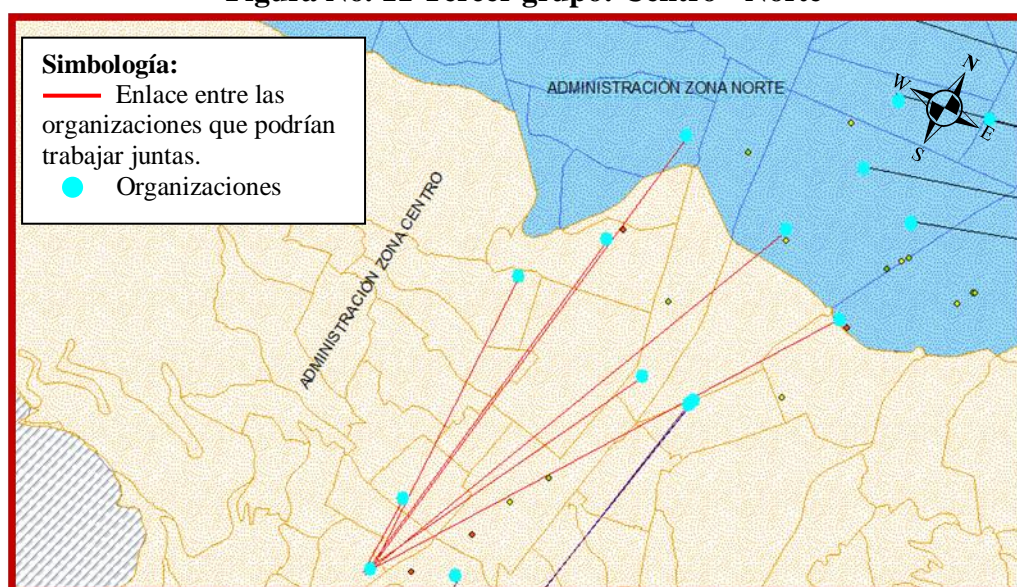 Figura No. 11 Tercer grupo: Centro - Norte
Simbología:
Enlace entre las
organizaciones que podrían
trabajar juntas.
Organizaciones
ADMINISTRACIÓN ZONA NORTE
ADMINISTRACIÓN ZONA CENTRO
N
W
E
S